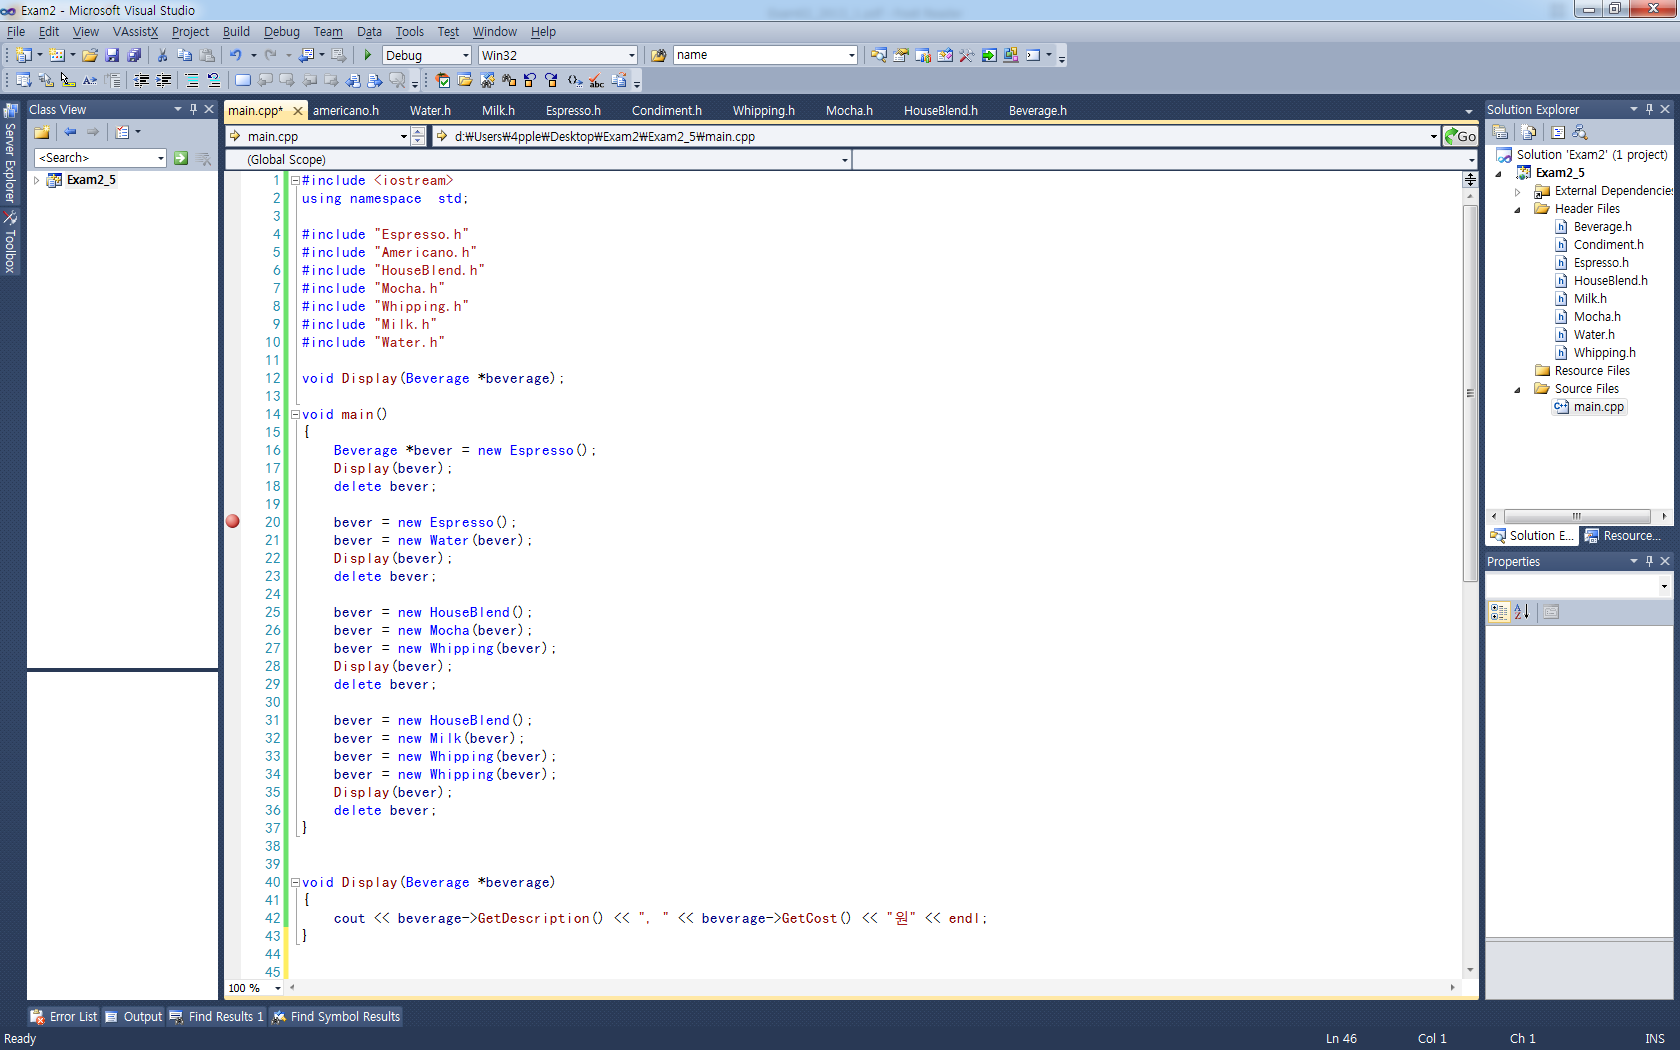 Exam2 - Microsoft Visual Studio
File Edit View VAssistX Project Build Debug Team Data Tools Test Window Help
Debug Win32 name
Server Explorer
Toolbox
Class View
<Search>
Exam2_5
main.cpp* americano.h Water.h Milk.h Espresso.h Condiment.h Whipping.h Mocha.h HouseBlend.h Beverage.h
main.cpp d:₩Users₩4pple₩Desktop₩Exam2₩Exam2_5₩main.cpp Go
(Global Scope)
1 #include <iostream>
2 using namespace  std;
3
4 #include "Espresso.h"
5 #include "Americano.h"
6 #include "HouseBlend.h"
7 #include "Mocha.h"
8 #include "Whipping.h"
9 #include "Milk.h"
10 #include "Water.h"
11
12 void Display(Beverage *beverage);
13
14 void main()
15 {
16     Beverage *bever = new Espresso();
17     Display(bever);
18     delete bever;
19
20     bever = new Espresso();
21     bever = new Water(bever);
22     Display(bever);
23     delete bever;
24
25     bever = new HouseBlend();
26     bever = new Mocha(bever);
27     bever = new Whipping(bever);
28     Display(bever);
29     delete bever;
30
31     bever = new HouseBlend();
32     bever = new Milk(bever);
33     bever = new Whipping(bever);
34     bever = new Whipping(bever);
35     Display(bever);
36     delete bever;
37 }
38
39
40 void Display(Beverage *beverage)
41 {
42     cout << beverage->GetDescription() << ", " << beverage->GetCost() << "원" << endl;
43 }
44
45
100 %
Solution Explorer
Solution 'Exam2' (1 project)
Exam2_5
External Dependencies
Header Files
Beverage.h
Condiment.h
Espresso.h
HouseBlend.h
Milk.h
Mocha.h
Water.h
Whipping.h
Resource Files
Source Files
main.cpp
Solution E... Resource...
Properties
Error List Output Find Results 1 Find Symbol Results
Ready Ln 46 Col 1 Ch 1 INS